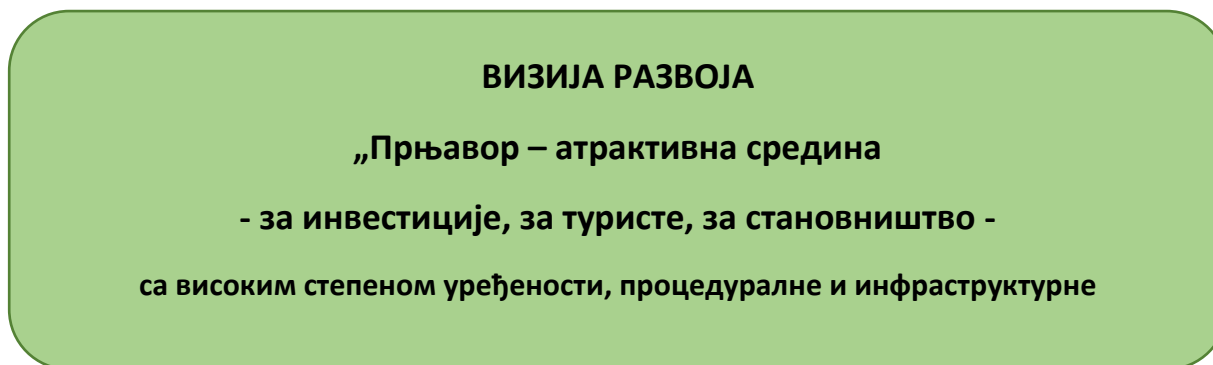 ВИЗИЈА РАЗВОЈА
„Прњавор – атрактивна средина
- за инвестиције, за туристе, за становништво -
са високим степеном уређености, процедуралне и инфраструктурне